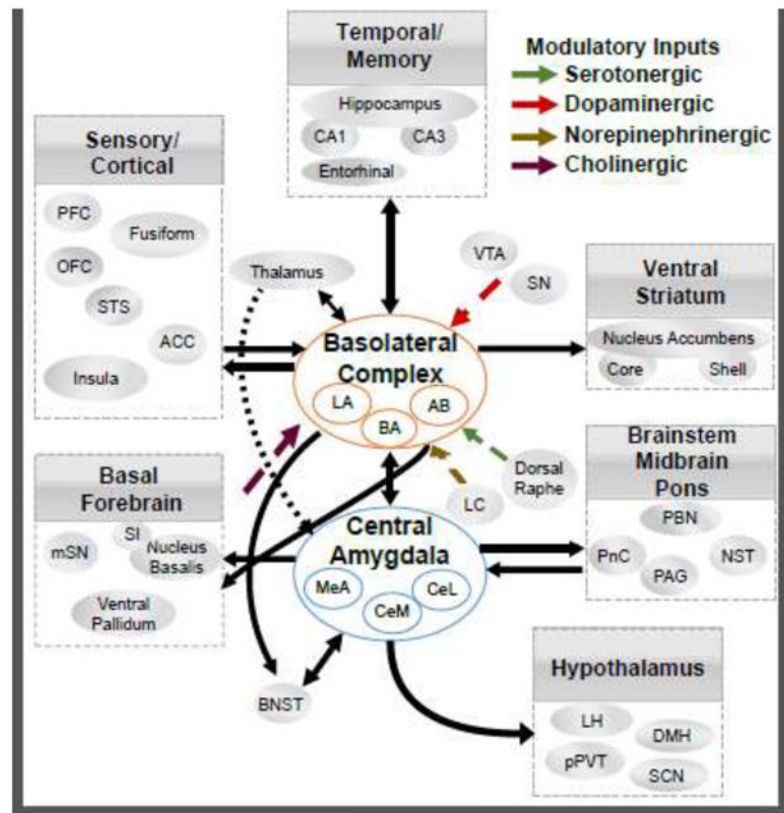 Temporal/
Memory
Hippocampus
CA1
CA3
Entorhinal
Modulatory Inputs
Serotonergic
Dopaminergic
Norepinephrinergic
Cholinergic
Sensory/
Cortical
PFC
Fusiform
OFC
STS
ACC
Insula
Thalamus
VTA
SN
Ventral
Striatum
Nucleus Accumbens
Core
Shell
Basolateral
Complex
LA
AB
BA
Basal
Forebrain
SI
mSN
Nucleus
Basalis
Ventral
Pallidum
LC
Dorsal
Raphe
Brainstem
Midbrain
Pons
PBN
PnC
NST
PAG
Central
Amygdala
MeA
CeL
CeM
BNST
Hypothalamus
LH
DMH
pPVT
SCN